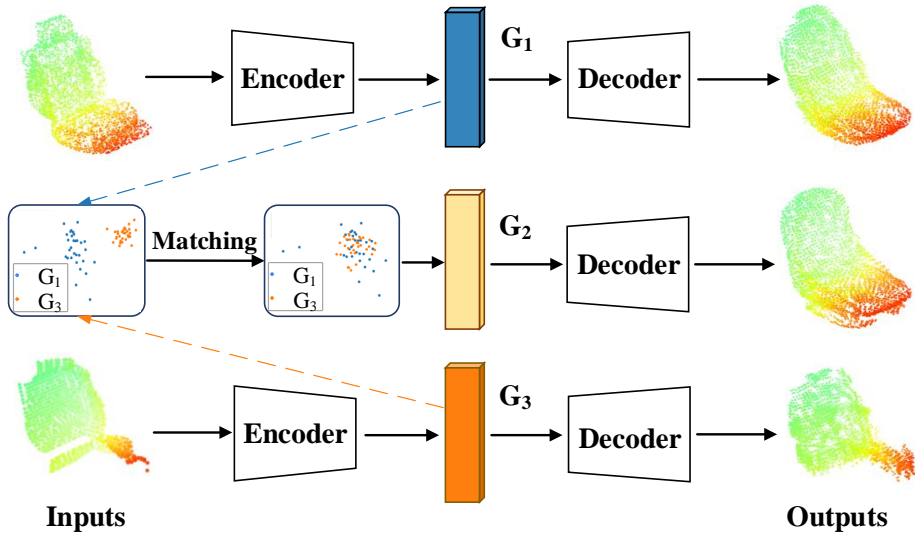 G1
Encoder
Decoder
G2
Matching
Decoder
G1
G3
G1
G3
G3
Encoder
Decoder
Inputs
Outputs